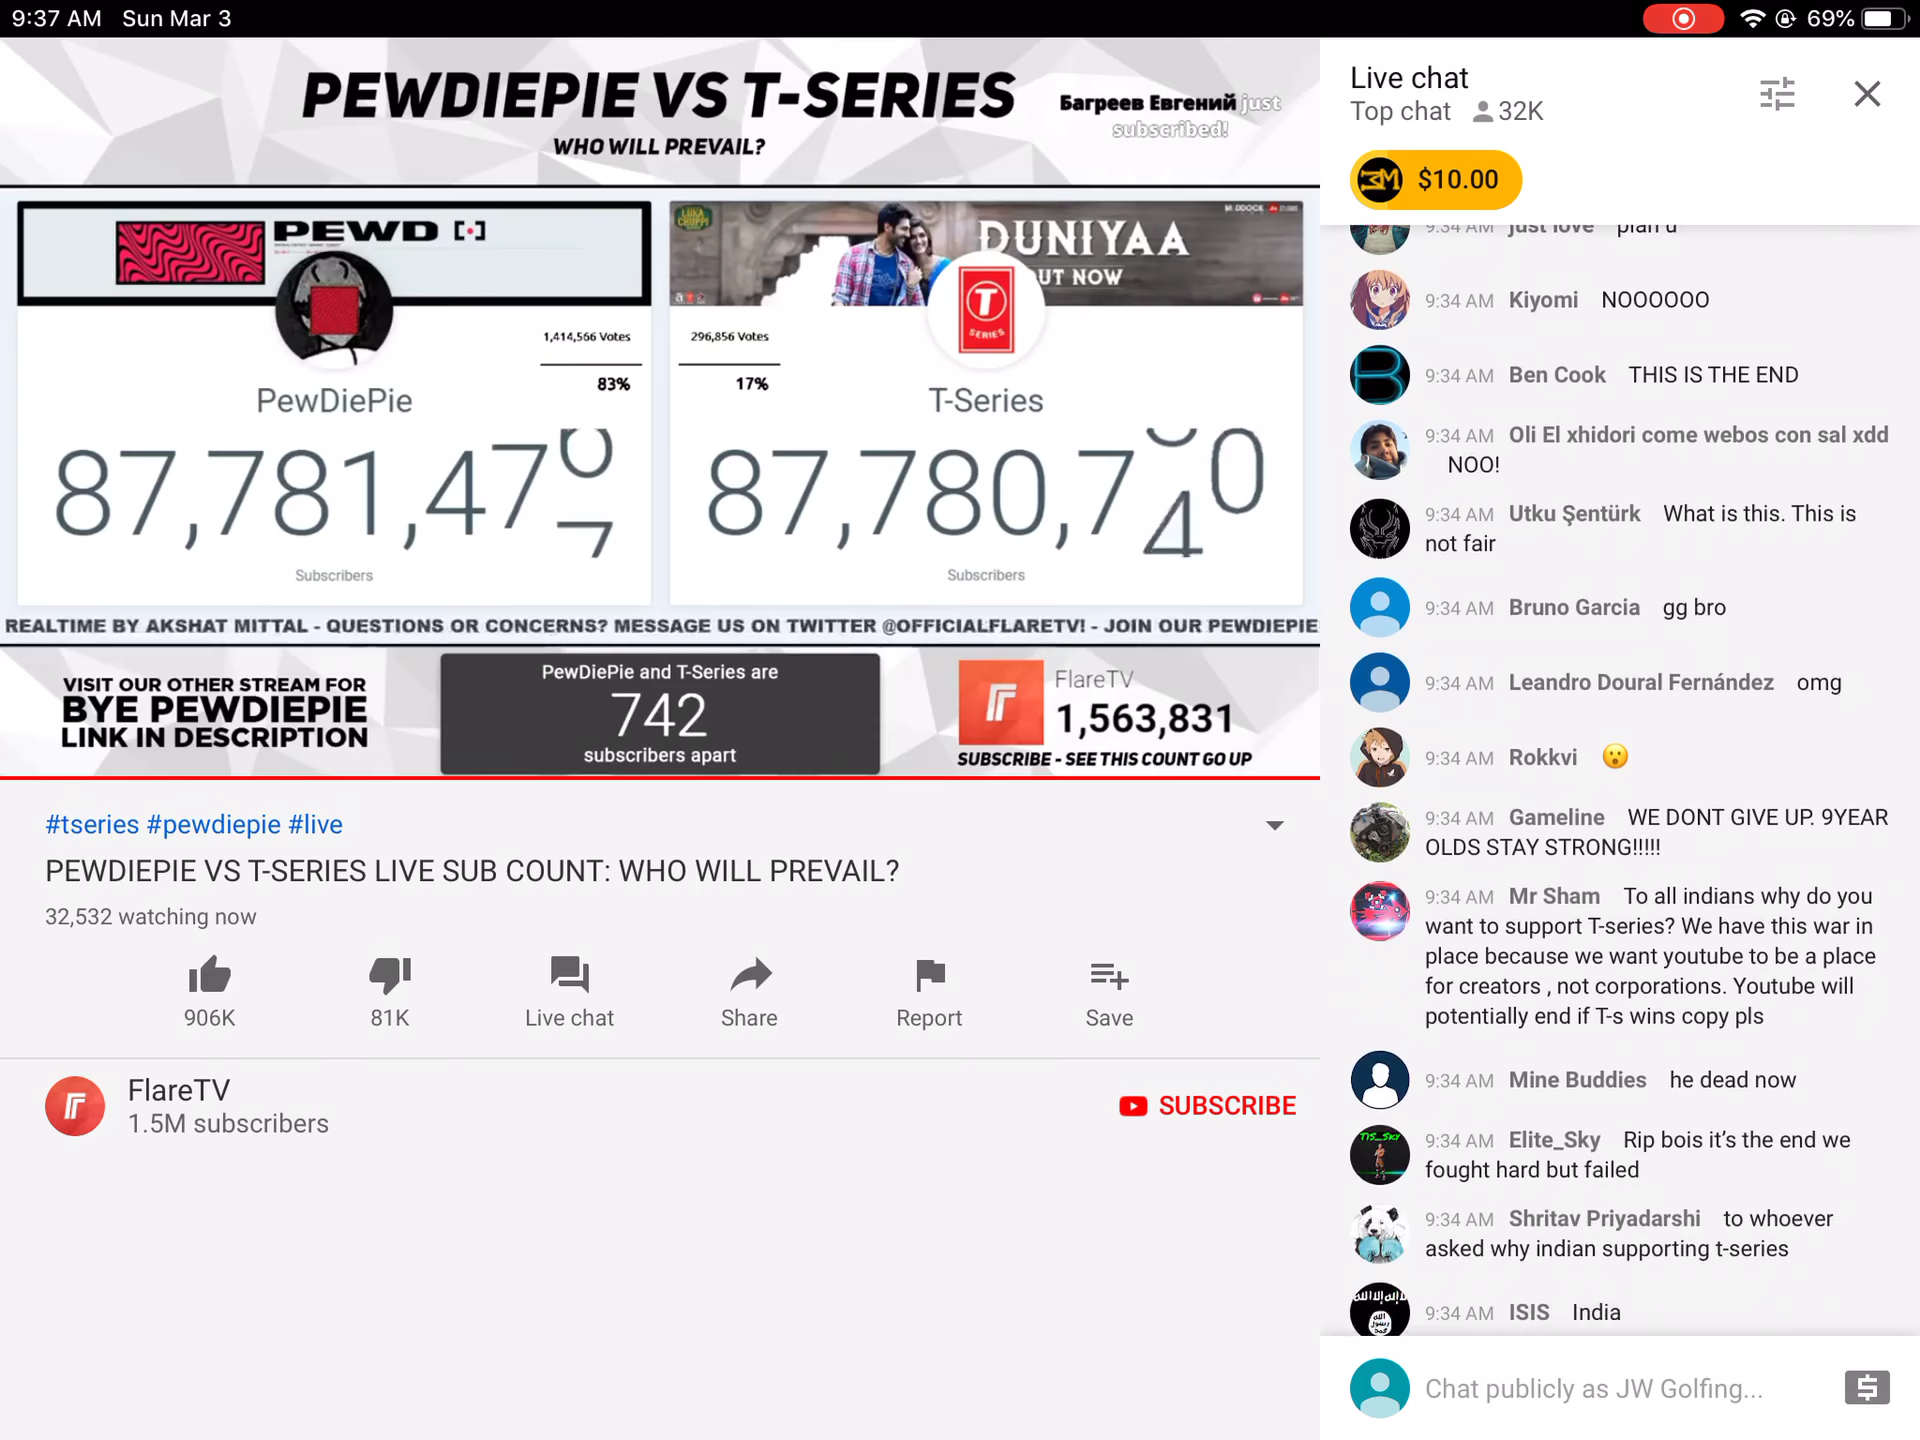 9:37 AM Sun Mar 3
69%
PEWDIEPIE VS T-SERIES
WHO WILL PREVAIL?
Багреев Евгений just
subscribed!
PEWD
1,414,566 Votes
83%
PewDiePie
87,781,47
Subscribers
LUKA CHUPPI
DUNIYAA
OUT NOW
T
SERIES
296,856 Votes
17%
T-Series
87,780,740
Subscribers
REALTIME BY AKSHAT MITTAL - QUESTIONS OR CONCERNS? MESSAGE US ON TWITTER @OFFICIALFLARETV! - JOIN OUR PEWDIEPIE
VISIT OUR OTHER STREAM FOR
BYE PEWDIEPIE
LINK IN DESCRIPTION
PewDiePie and T-Series are
742
subscribers apart
FlareTV
1,563,831
SUBSCRIBE - SEE THIS COUNT GO UP
#tseries #pewdiepie #live
PEWDIEPIE VS T-SERIES LIVE SUB COUNT: WHO WILL PREVAIL?
32,532 watching now
906K
81K
Live chat
Share
Report
Save
FlareTV
1.5M subscribers
SUBSCRIBE
Live chat
Top chat 32K
3M $10.00
9:34 AM just love plan u
9:34 AM Kiyomi NOOOOOO
9:34 AM Ben Cook THIS IS THE END
9:34 AM Oli El xhidori come webos con sal xdd
NOO!
9:34 AM Utku Şentürk What is this. This is
not fair
9:34 AM Bruno Garcia gg bro
9:34 AM Leandro Doural Fernández omg
9:34 AM Rokkvi 😮
9:34 AM Gameline WE DONT GIVE UP. 9YEAR
OLDS STAY STRONG!!!!!
9:34 AM Mr Sham To all indians why do you
want to support T-series? We have this war in
place because we want youtube to be a place
for creators , not corporations. Youtube will
potentially end if T-s wins copy pls
9:34 AM Mine Buddies he dead now
9:34 AM Elite_Sky Rip bois it’s the end we
fought hard but failed
9:34 AM Shritav Priyadarshi to whoever
asked why indian supporting t-series
9:34 AM ISIS India
Chat publicly as JW Golfing...